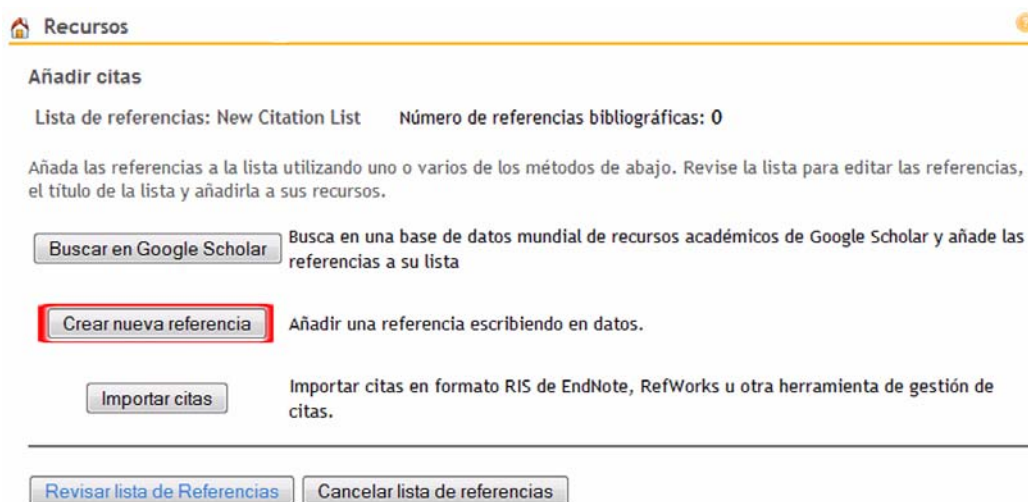 Recursos
Añadir citas
Lista de referencias: New Citation List Número de referencias bibliográficas: 0
Añada las referencias a la lista utilizando uno o varios de los métodos de abajo. Revise la lista para editar las referencias,
el título de la lista y añadirla a sus recursos.
Buscar en Google Scholar Busca en una base de datos mundial de recursos académicos de Google Scholar y añade las
referencias a su lista
Crear nueva referencia Añadir una referencia escribiendo en datos.
Importar citas Importar citas en formato RIS de EndNote, RefWorks u otra herramienta de gestión de
citas.
Revisar lista de Referencias Cancelar lista de referencias